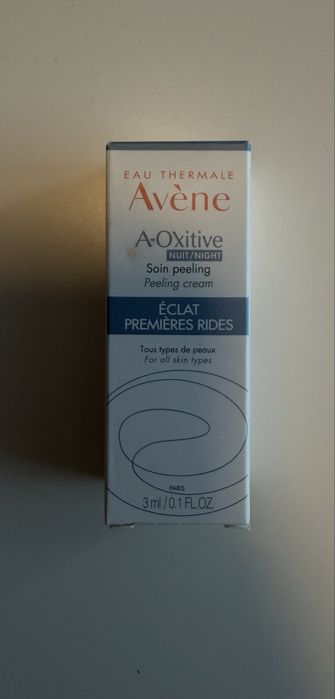 EAU THERMALE
Avène
A-OXitive
NUIT/NIGHT
Soin peeling
Peeling cream
ÉCLAT
PREMIÈRES RIDES
Tous types de peaux
For all skin types
PARIS
3 ml / 0.1 FL.OZ.